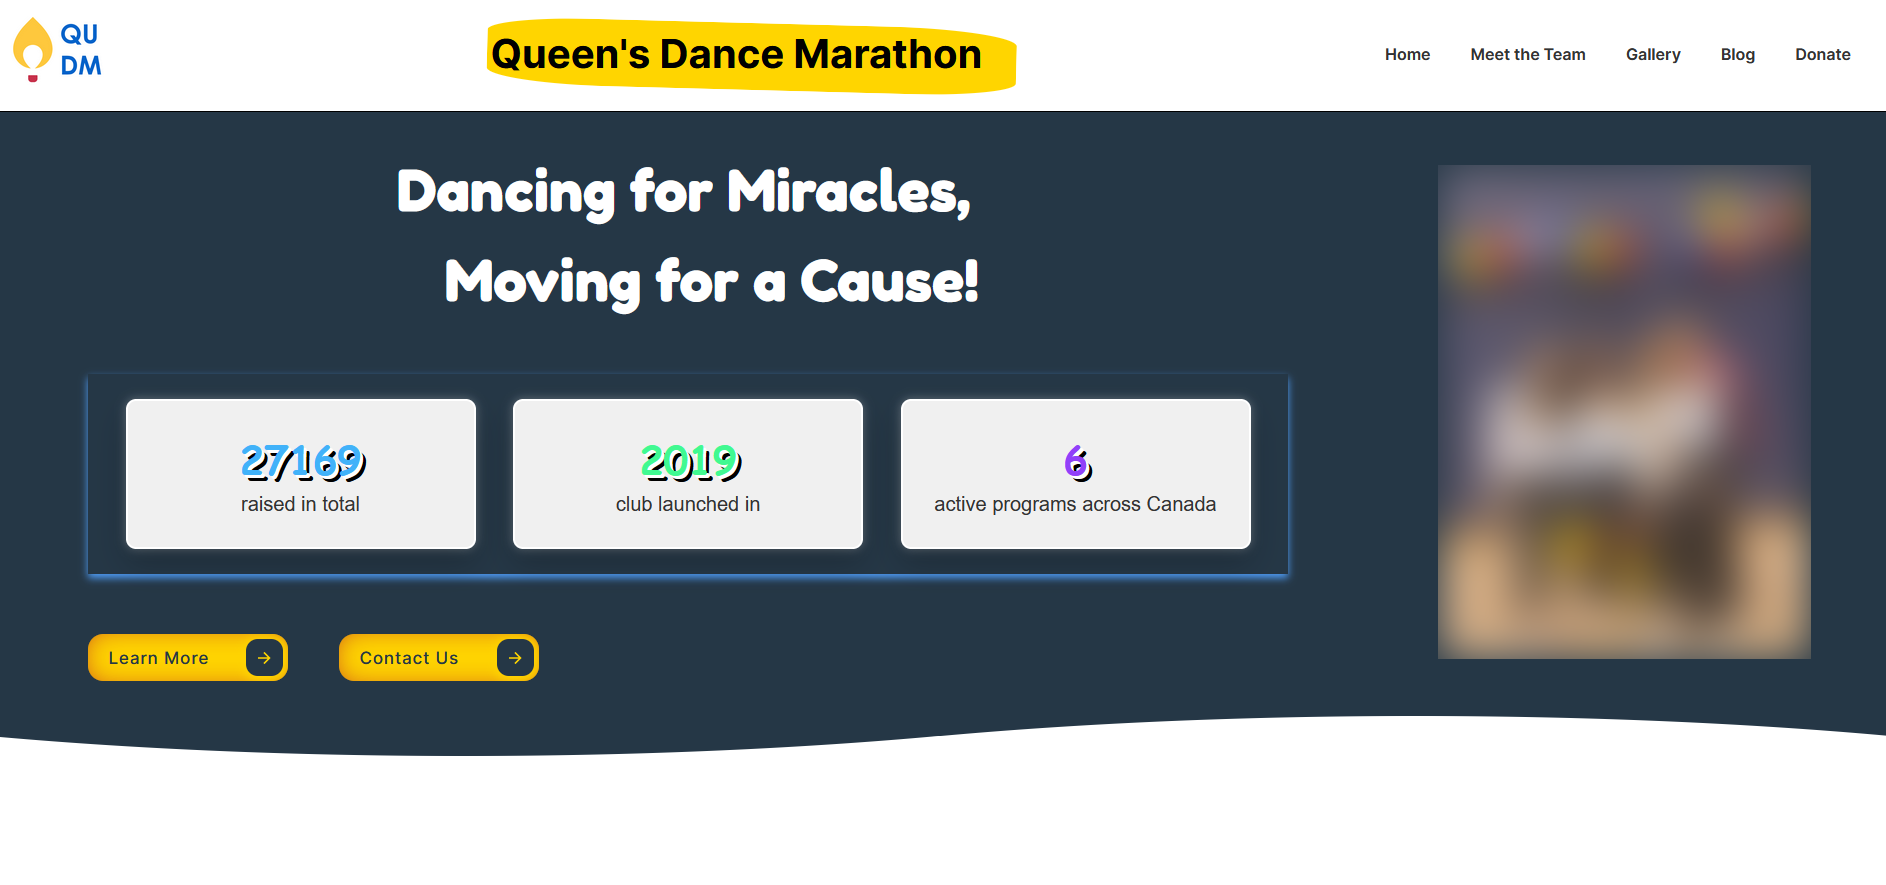 QU
DM
Queen's Dance Marathon
Home
Meet the Team
Gallery
Blog
Donate
Dancing for Miracles,
Moving for a Cause!
27169
raised in total
2019
club launched in
6
active programs across Canada
Learn More
Contact Us